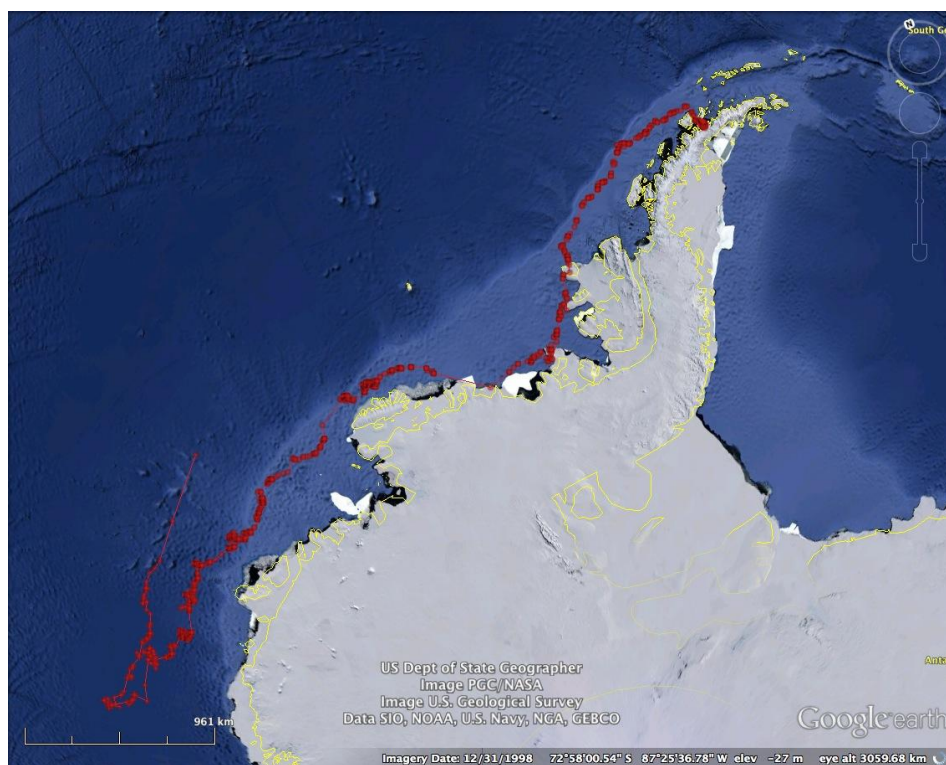 South G
961 km
Anta
US Dept of State Geographer
Image PGC/NASA
Image U.S. Geological Survey
Data SIO, NOAA, U.S. Navy, NGA, GEBCO
Google earth
Imagery Date: 12/31/1998 72°58'00.54" S 87°25'36.78" W elev -27 m eye alt 3059.68 km
N